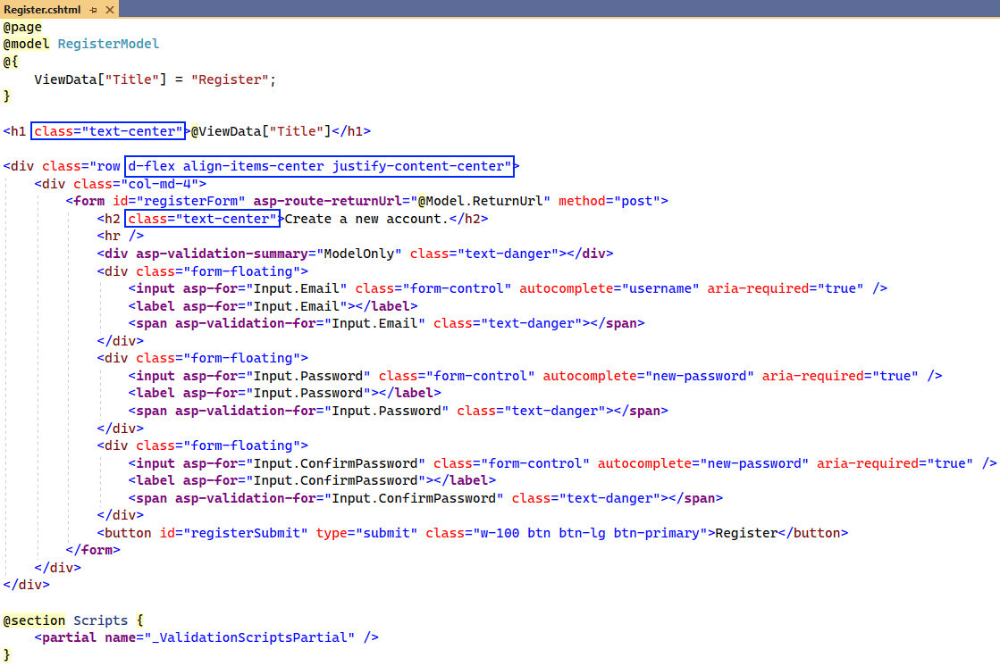 Register.cshtml
@page
@model RegisterModel
@{
    ViewData["Title"] = "Register";
}

<h1 class="text-center">@ViewData["Title"]</h1>

<div class="row d-flex align-items-center justify-content-center">
    <div class="col-md-4">
        <form id="registerForm" asp-route-returnUrl="@Model.ReturnUrl" method="post">
            <h2 class="text-center">Create a new account.</h2>
            <hr />
            <div asp-validation-summary="ModelOnly" class="text-danger"></div>
            <div class="form-floating">
                <input asp-for="Input.Email" class="form-control" autocomplete="username" aria-required="true" />
                <label asp-for="Input.Email"></label>
                <span asp-validation-for="Input.Email" class="text-danger"></span>
            </div>
            <div class="form-floating">
                <input asp-for="Input.Password" class="form-control" autocomplete="new-password" aria-required="true" />
                <label asp-for="Input.Password"></label>
                <span asp-validation-for="Input.Password" class="text-danger"></span>
            </div>
            <div class="form-floating">
                <input asp-for="Input.ConfirmPassword" class="form-control" autocomplete="new-password" aria-required="true" />
                <label asp-for="Input.ConfirmPassword"></label>
                <span asp-validation-for="Input.ConfirmPassword" class="text-danger"></span>
            </div>
            <button id="registerSubmit" type="submit" class="w-100 btn btn-lg btn-primary">Register</button>
        </form>
    </div>
</div>

@section Scripts {
    <partial name="_ValidationScriptsPartial" />
}